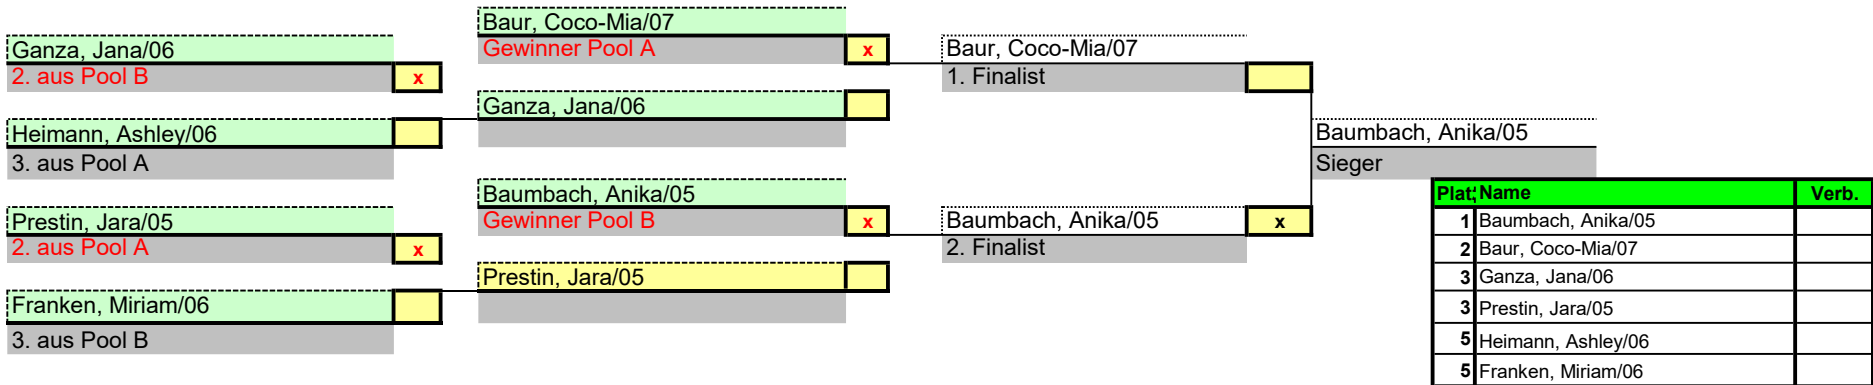 Ganza, Jana/06
2. aus Pool B
x
Heimann, Ashley/06
3. aus Pool A
Prestin, Jara/05
2. aus Pool A
x
Franken, Miriam/06
3. aus Pool B
Baur, Coco-Mia/07
Gewinner Pool A
x
Ganza, Jana/06
Baumbach, Anika/05
Gewinner Pool B
x
Prestin, Jara/05
Baur, Coco-Mia/07
1. Finalist
Baumbach, Anika/05
x
2. Finalist
Baumbach, Anika/05
Sieger
Platz Name Verb.
1 Baumbach, Anika/05
2 Baur, Coco-Mia/07
3 Ganza, Jana/06
3 Prestin, Jara/05
5 Heimann, Ashley/06
5 Franken, Miriam/06